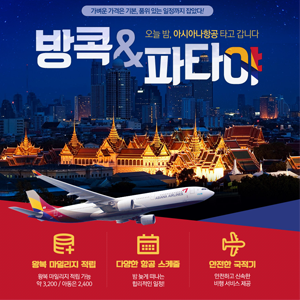 가벼운 가격은 기본, 품위 있는 일정까지 잡았다!
오늘 밤, 아시아나항공 타고 갑니다
방콕&파타야
왕복 마일리지 적립
왕복 마일리지 적립 가능
약 3,200 / 아동은 2,400
다양한 항공 스케줄
밤 늦게 떠나는
합리적인 일정!
안전한 국적기
안전하고 신속한
비행 서비스 제공